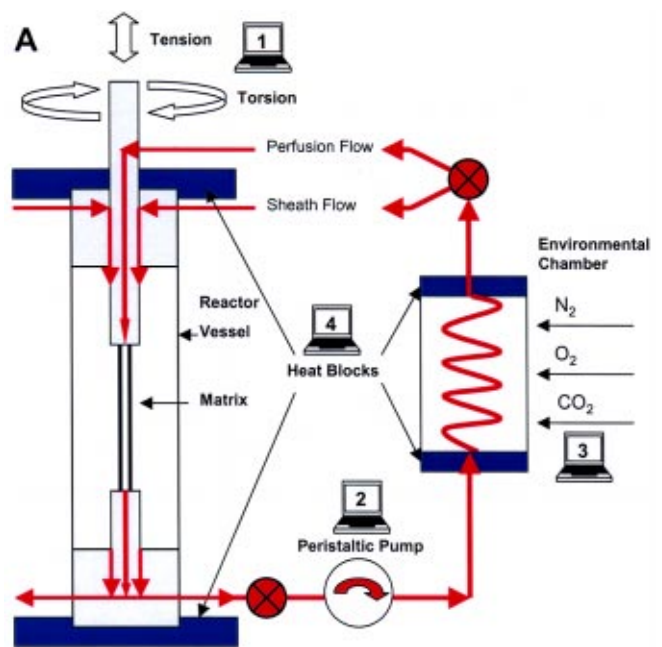 A
Tension
1
Torsion
Perfusion Flow
Sheath Flow
Environmental
Chamber
N2
O2
CO2
Reactor
Vessel
4
Heat Blocks
Matrix
3
2
Peristaltic Pump